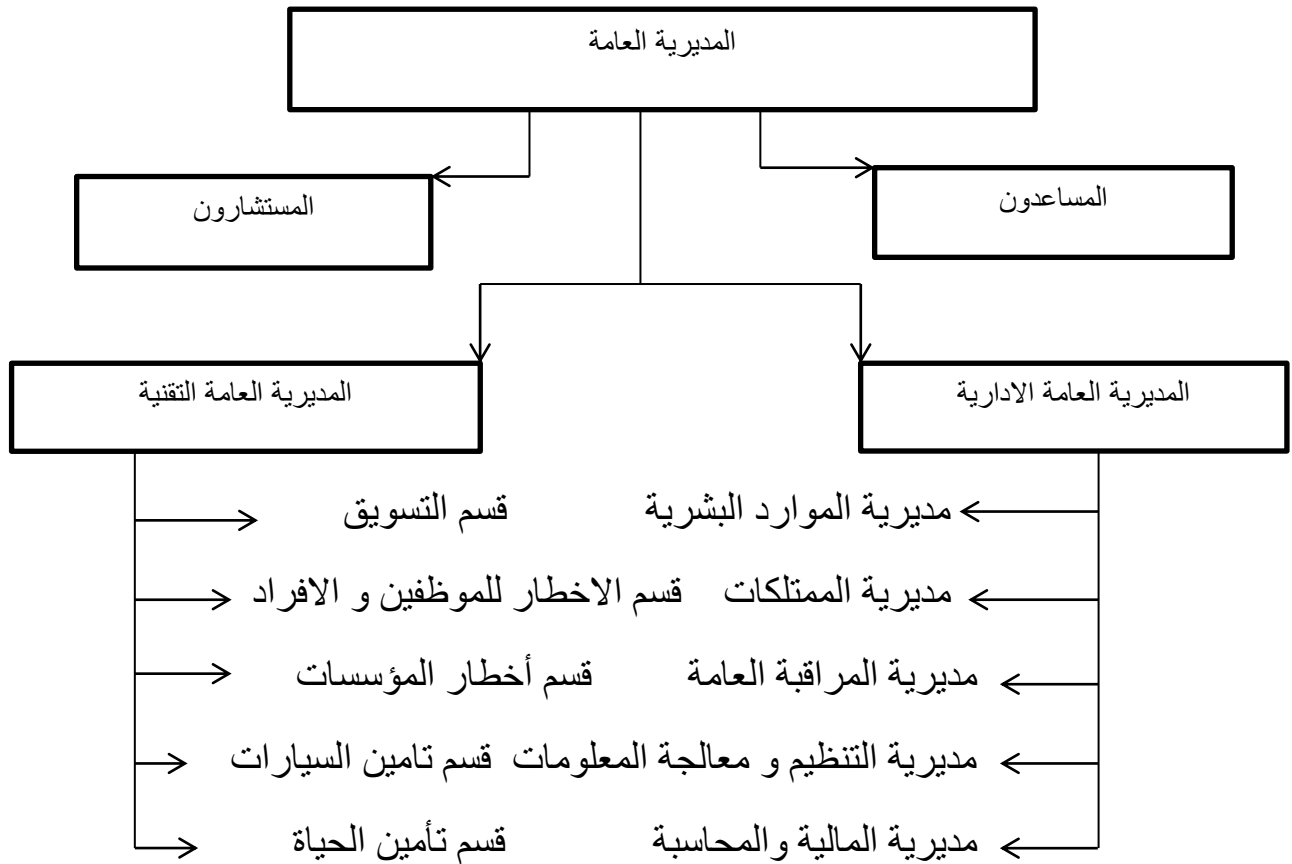 المديرية العامة
المساعدون
المستشارون
المديرية العامة الادارية
المديرية العامة التقنية
مديرية الموارد البشرية قسم التسويق
مديرية الممتلكات قسم الاخطار للموظفين و الافراد
مديرية المراقبة العامة قسم أخطار المؤسسات
مديرية التنظيم و معالجة المعلومات قسم تامين السيارات
مديرية المالية والمحاسبة قسم تأمين الحياة